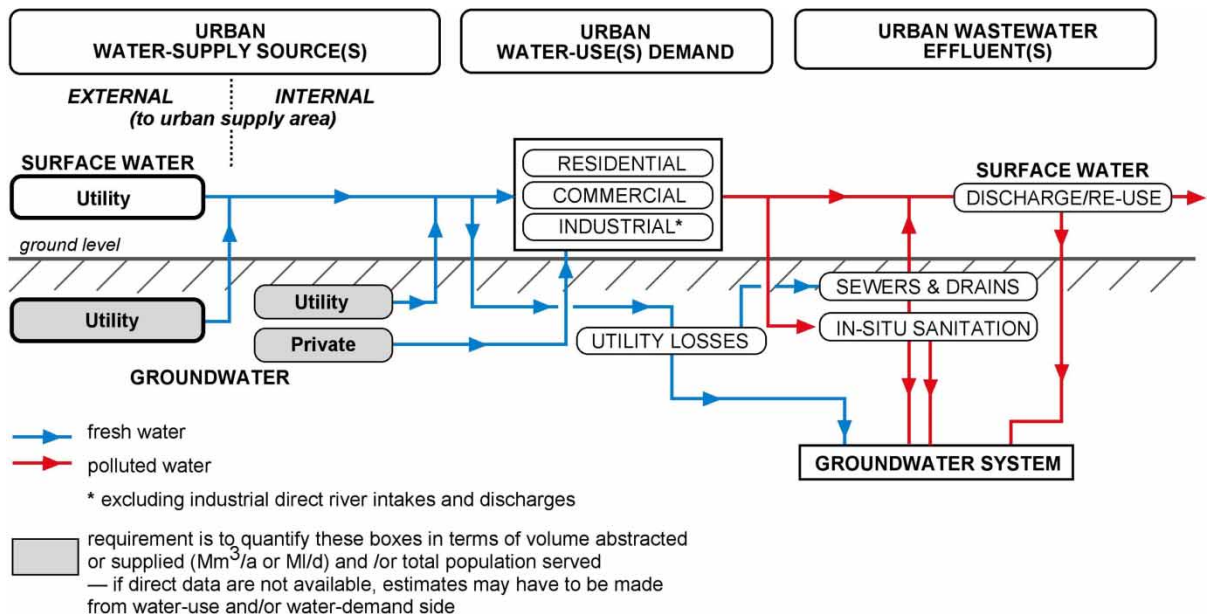 URBAN
WATER-SUPPLY SOURCE(S)
URBAN
WATER-USE(S) DEMAND
URBAN WASTEWATER
EFFLUENT(S)
EXTERNAL
INTERNAL
(to urban supply area)
SURFACE WATER
Utility
ground level
Utility
Utility
Private
GROUNDWATER
RESIDENTIAL
COMMERCIAL
INDUSTRIAL*
UTILITY LOSSES
SURFACE WATER
DISCHARGE/RE-USE
SEWERS & DRAINS
IN-SITU SANITATION
GROUNDWATER SYSTEM
fresh water
polluted water
* excluding industrial direct river intakes and discharges
requirement is to quantify these boxes in terms of volume abstracted
or supplied (Mm³/a or Ml/d) and /or total population served
— if direct data are not available, estimates may have to be made
from water-use and/or water-demand side